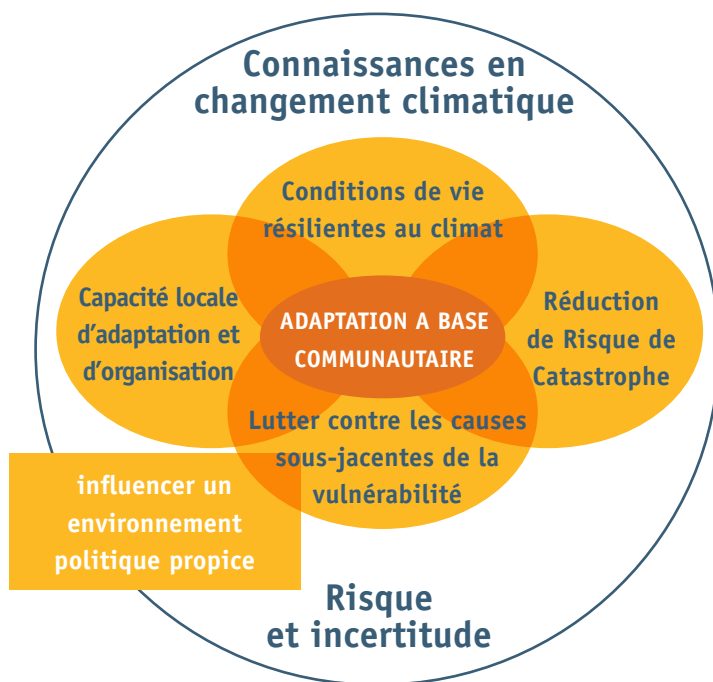 Connaissances en
changement climatique
Conditions de vie
résilientes au climat
Capacité locale
d'adaptation et
d'organisation
ADAPTATION A BASE
COMMUNAUTAIRE
Réduction
de Risque de
Catastrophe
Lutter contre les causes
sous-jacentes de la
vulnérabilité
influencer un
environnement
politique propice
Risque
et incertitude